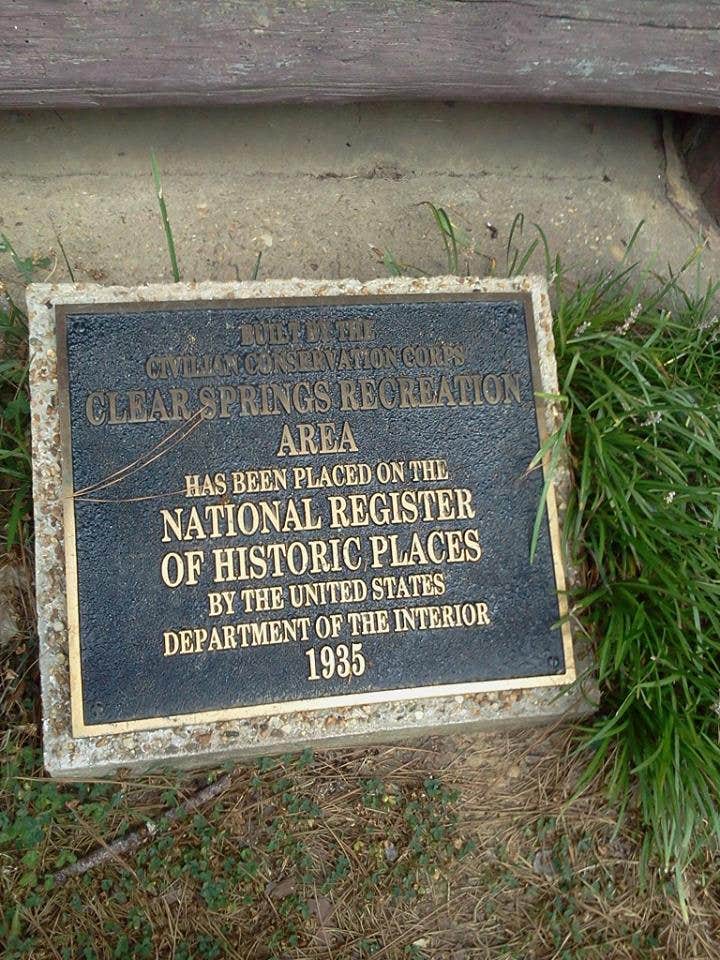 BUILT BY THE
CIVILIAN CONSERVATION CORPS
CLEAR SPRINGS RECREATION
AREA
HAS BEEN PLACED ON THE
NATIONAL REGISTER
OF HISTORIC PLACES
BY THE UNITED STATES
DEPARTMENT OF THE INTERIOR
1935